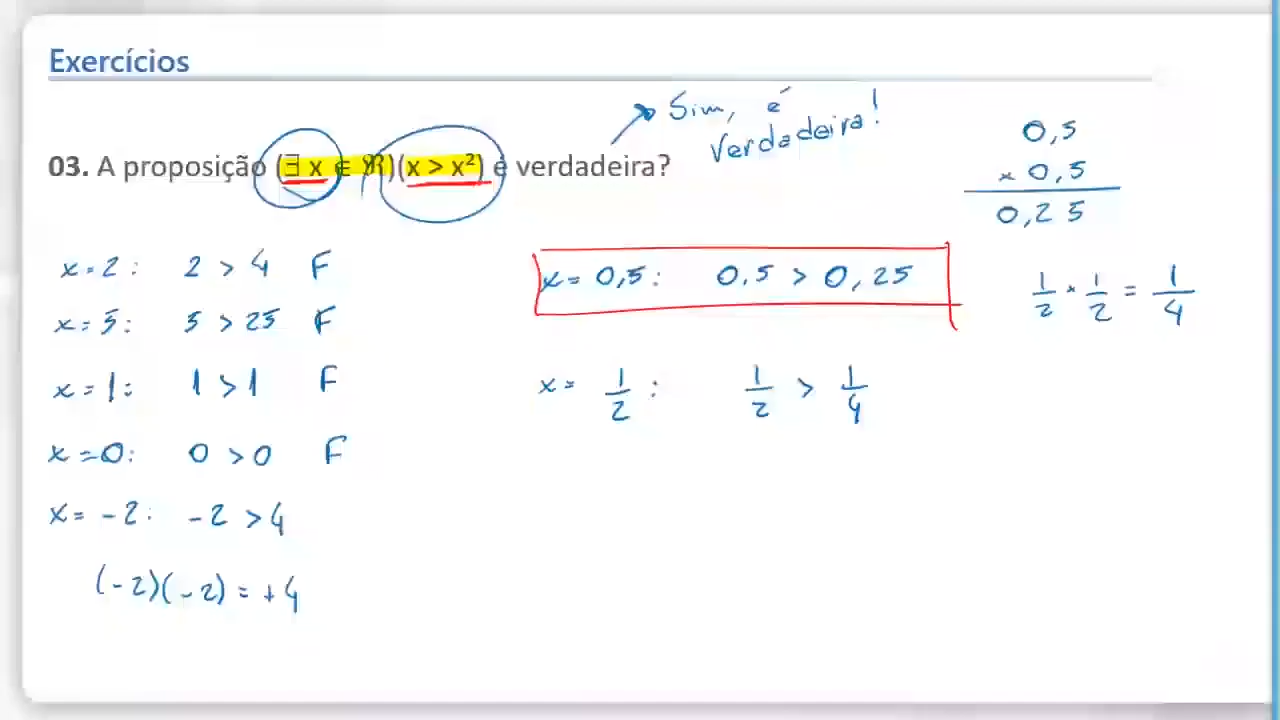 Exercícios
Sim, é
verdadeira!
03. A proposição (∃ x ∈ ℜ)(x > x²) é verdadeira?
0,5
x 0,5
0,25
x=2: 2 > 4 F
x=5: 5 > 25 F
x=1: 1 > 1 F
x=0: 0 > 0 F
x= -2: -2 > 4
(-2)(-2) = +4
x= 0,5: 0,5 > 0,25
x= 1/2: 1/2 > 1/4
1/2 · 1/2 = 1/4